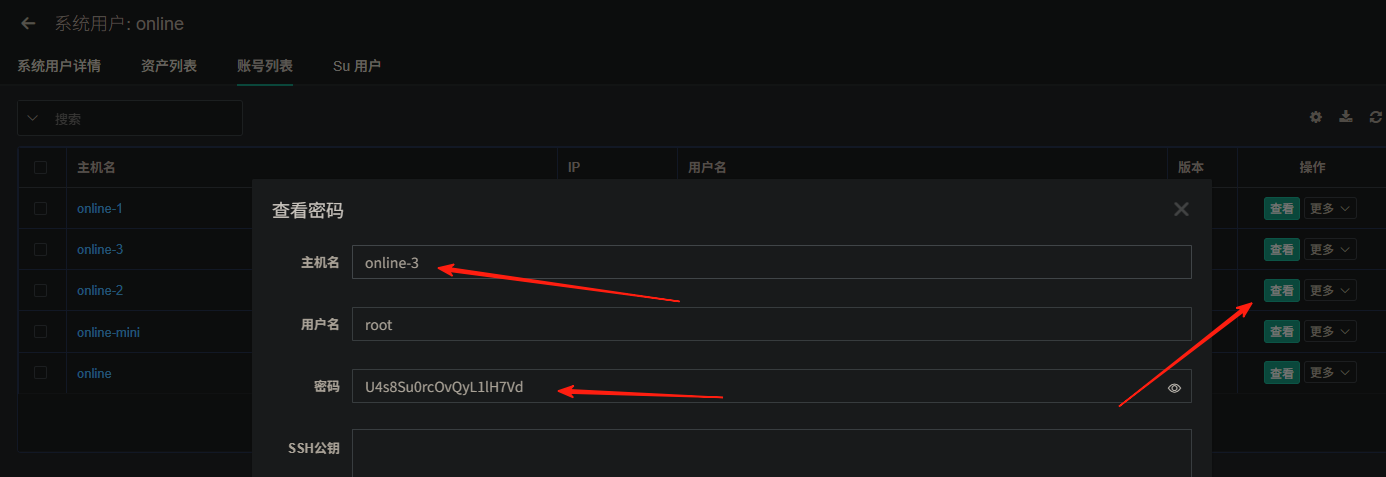 系统用户: online
系统用户详情 资产列表 账号列表 Su 用户
搜索
主机名 IP 用户名 版本 操作
查看密码
online-1 查看 更多
主机名 online-3
online-3 查看 更多
online-2 查看 更多
用户名 root
online-mini 查看 更多
online 查看 更多
密码 U4s8Su0rcOvQyL1lH7Vd
SSH公钥